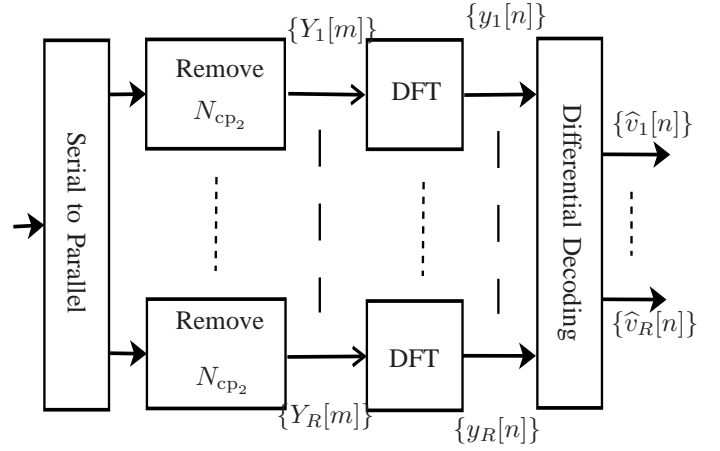 {Y_1[m]}
{y_1[n]}
Remove
N_{cp_2}
DFT
Serial to Parallel
Differential Decoding
{\widehat{v}_1[n]}
Remove
N_{cp_2}
DFT
{\widehat{v}_R[n]}
{Y_R[m]}
{y_R[n]}